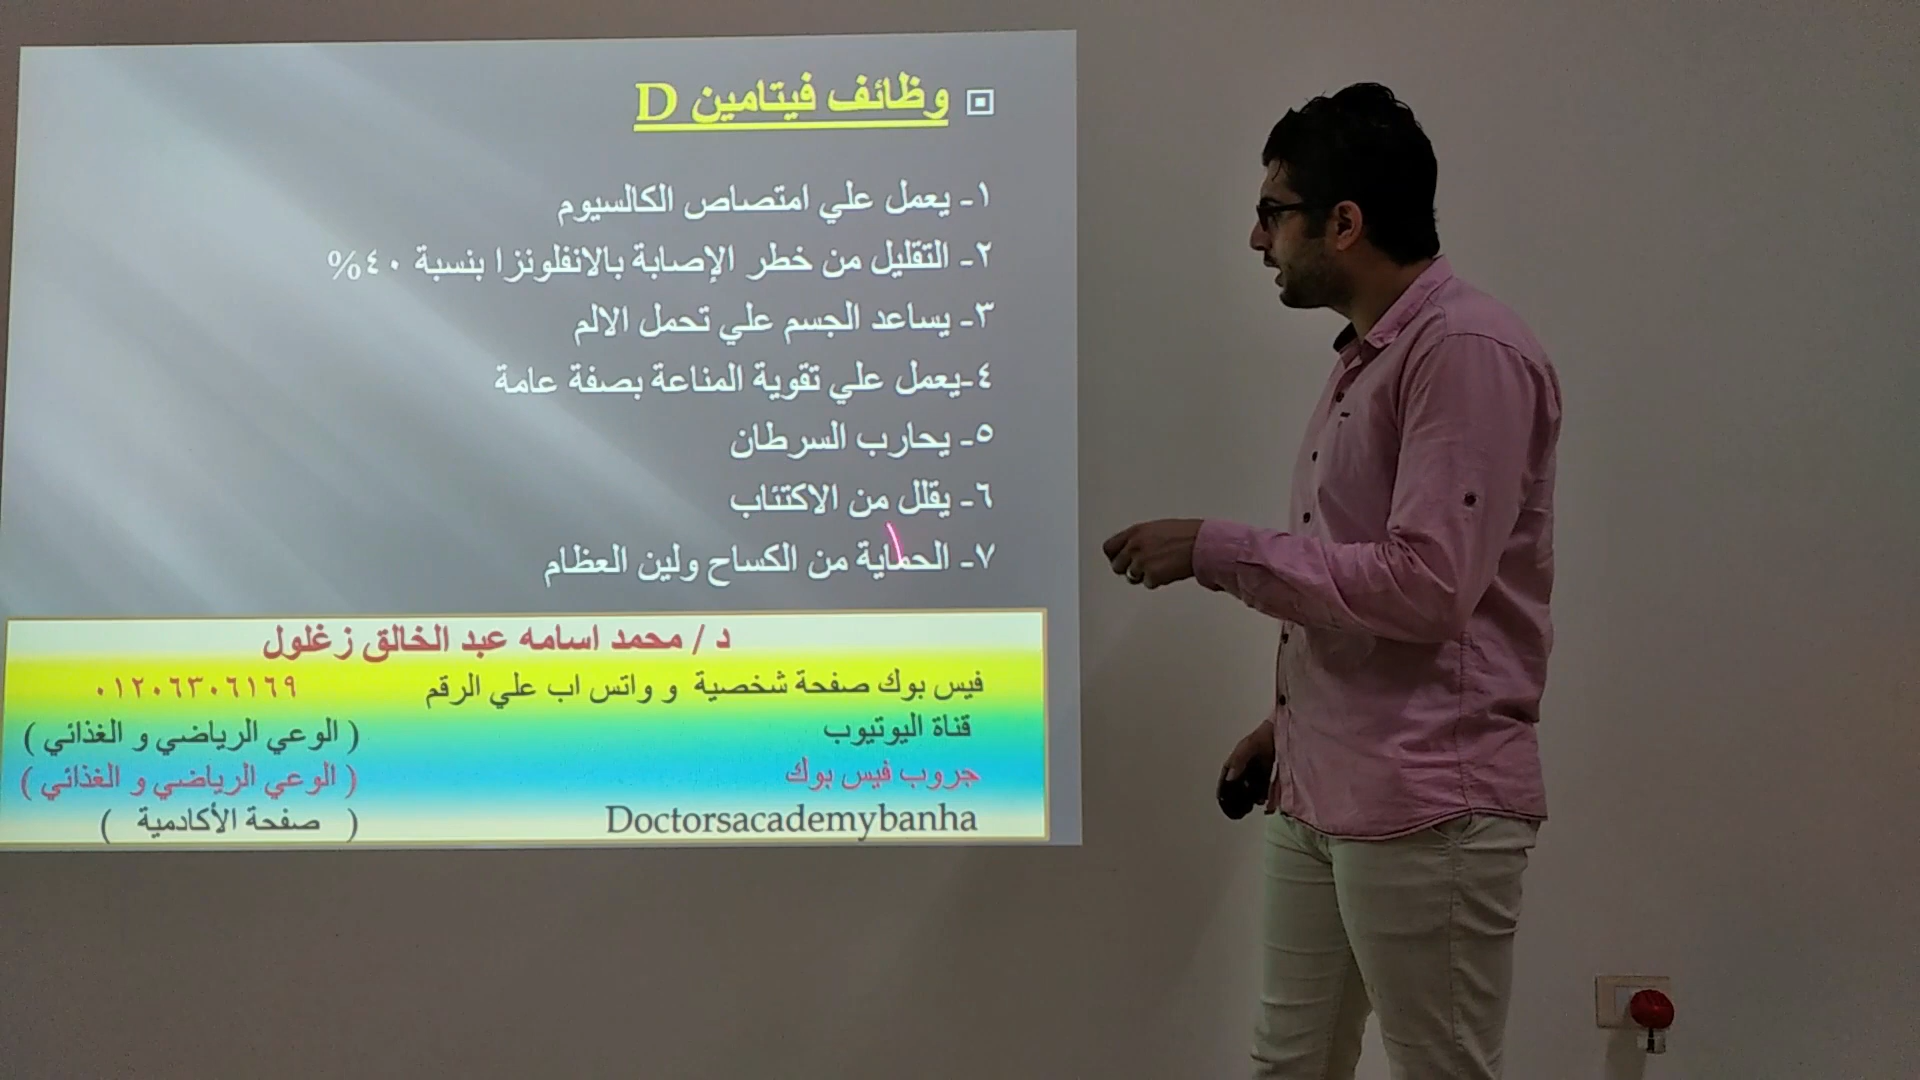 وظائف فيتامين D
١- يعمل علي امتصاص الكالسيوم
٢- التقليل من خطر الإصابة بالانفلونزا بنسبة ٤٠%
٣- يساعد الجسم علي تحمل الالم
٤-يعمل علي تقوية المناعة بصفة عامة
٥- يحارب السرطان
٦- يقلل من الاكتئاب
٧- الحماية من الكساح ولين العظام
د / محمد اسامه عبد الخالق زغلول
فيس بوك صفحة شخصية و واتس اب علي الرقم ٠١٢٠٦٣٠٦١٦٩
قناة اليوتيوب ( الوعي الرياضي و الغذائي )
جروب فيس بوك ( الوعي الرياضي و الغذائي )
Doctorsacademybanha ( صفحة الأكادمية )